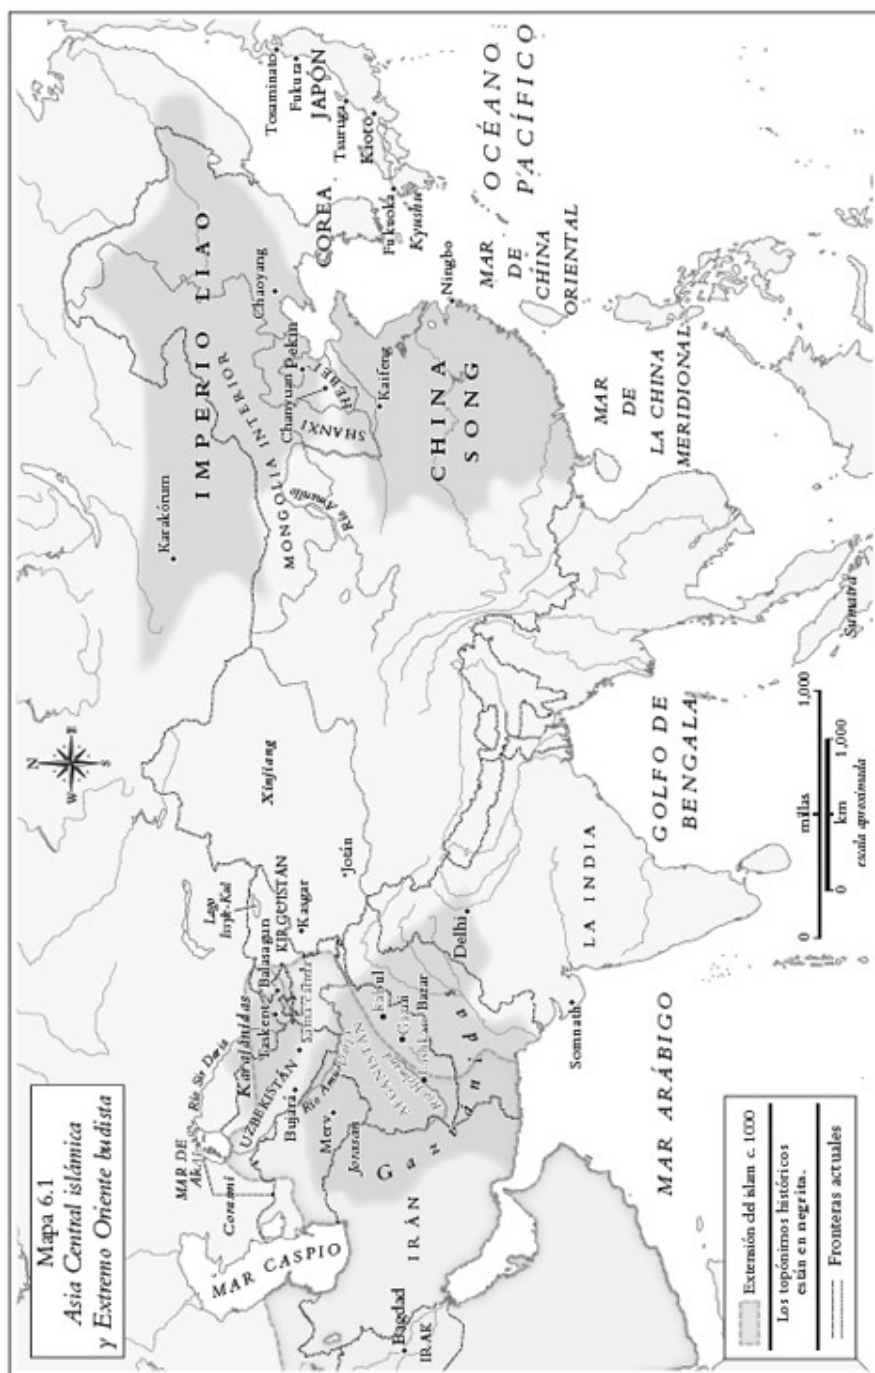 Mapa 6.1
Asia Central islámica
y Extremo Oriente budista
N
E
S
W
IMPERIO LIAO
Karakórum
MONGOLIA INTERIOR
Chaoyang
Pekín
Chanyuan
HEBEI
SHANXI
Río Amarillo
Kaifeng
CHINA
SONG
Ningbo
COREA
Tosaminato
Fukura
JAPÓN
Tsuruga
Kioto
Fukuoka
Kyushu
OCÉANO
PACÍFICO
MAR
DE
CHINA
ORIENTAL
MAR
DE
LA CHINA
MERIDIONAL
Sumatra
Xinjiang
Jotán
Lago
Issyk-Kul
Balasagun
KIRGUISTÁN
Kasgar
Karajánidas
Taskent
Río Sir Daria
MAR DE
UZBEKISTÁN
Bujará
Río Amu
Merv
Jorasán
Gaznánidas
AFGANISTÁN
Kabul
Gazni
Bazar
Río Helmand
Delhi
MAR CASPIO
IRÁN
Bagdad
IRAK
LA INDIA
Somnath
MAR ARÁBIGO
GOLFO DE
BENGALA
0 1,000
millas
0 1,000
km
escala aproximada
Extensión del islam c. 1000
Los topónimos históricos
están en negrita.
Fronteras actuales